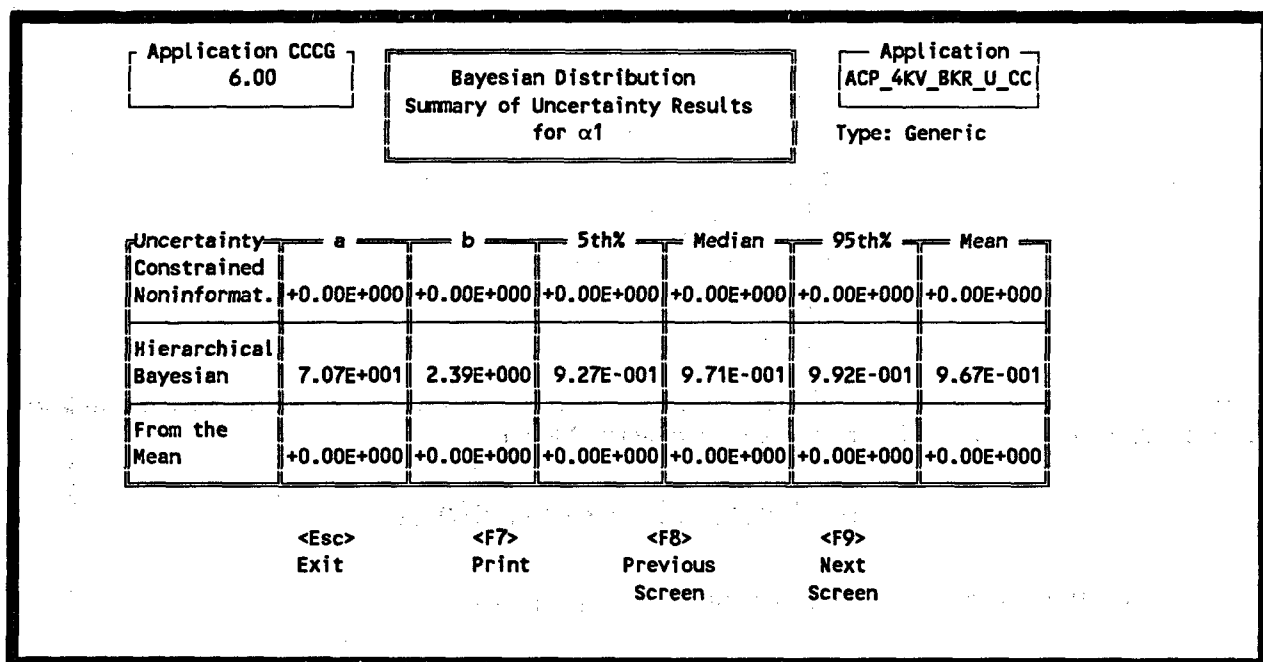 Application CCCG
6.00
Bayesian Distribution
Summary of Uncertainty Results
for α1
Application
ACP_4KV_BKR_U_CC
Type: Generic
Uncertainty a b 5th% Median 95th% Mean
Constrained
Noninformat. +0.00E+000 +0.00E+000 +0.00E+000 +0.00E+000 +0.00E+000 +0.00E+000
Hierarchical
Bayesian 7.07E+001 2.39E+000 9.27E-001 9.71E-001 9.92E-001 9.67E-001
From the
Mean +0.00E+000 +0.00E+000 +0.00E+000 +0.00E+000 +0.00E+000 +0.00E+000
<Esc> <F7> <F8> <F9>
Exit Print Previous Next
Screen Screen